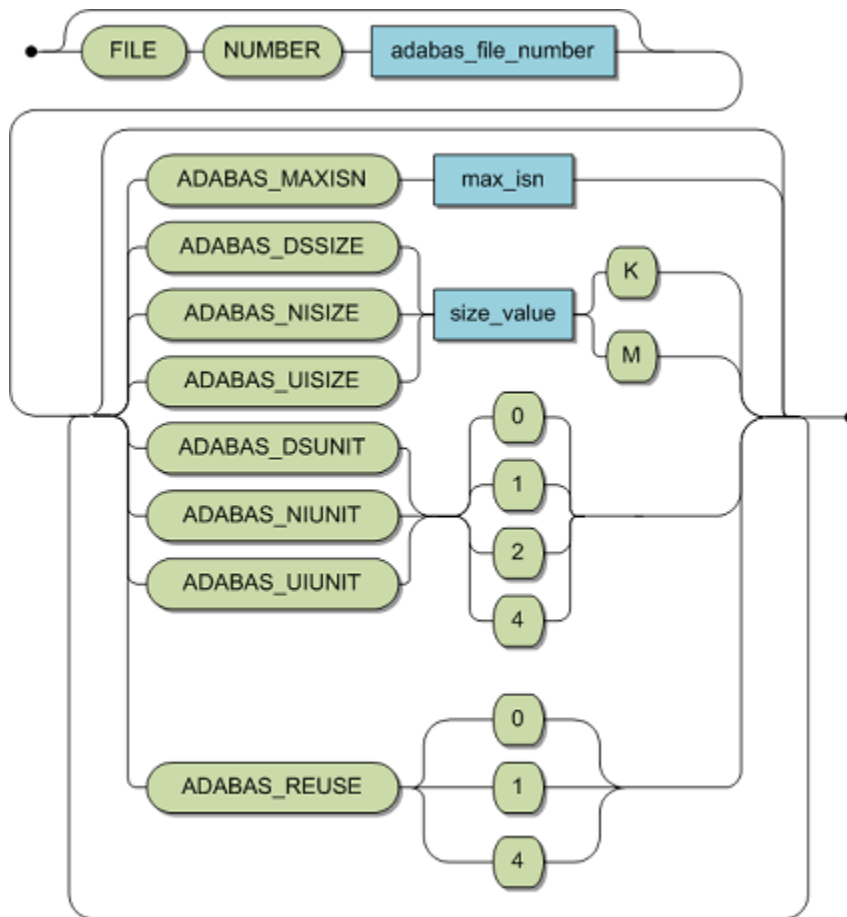 FILE NUMBER adabas_file_number
ADABAS_MAXISN max_isn
ADABAS_DSSIZE
K
ADABAS_NISIZE size_value
M
ADABAS_UISIZE
0
ADABAS_DSUNIT
1
ADABAS_NIUNIT
2
ADABAS_UIUNIT
4
0
ADABAS_REUSE 1
4